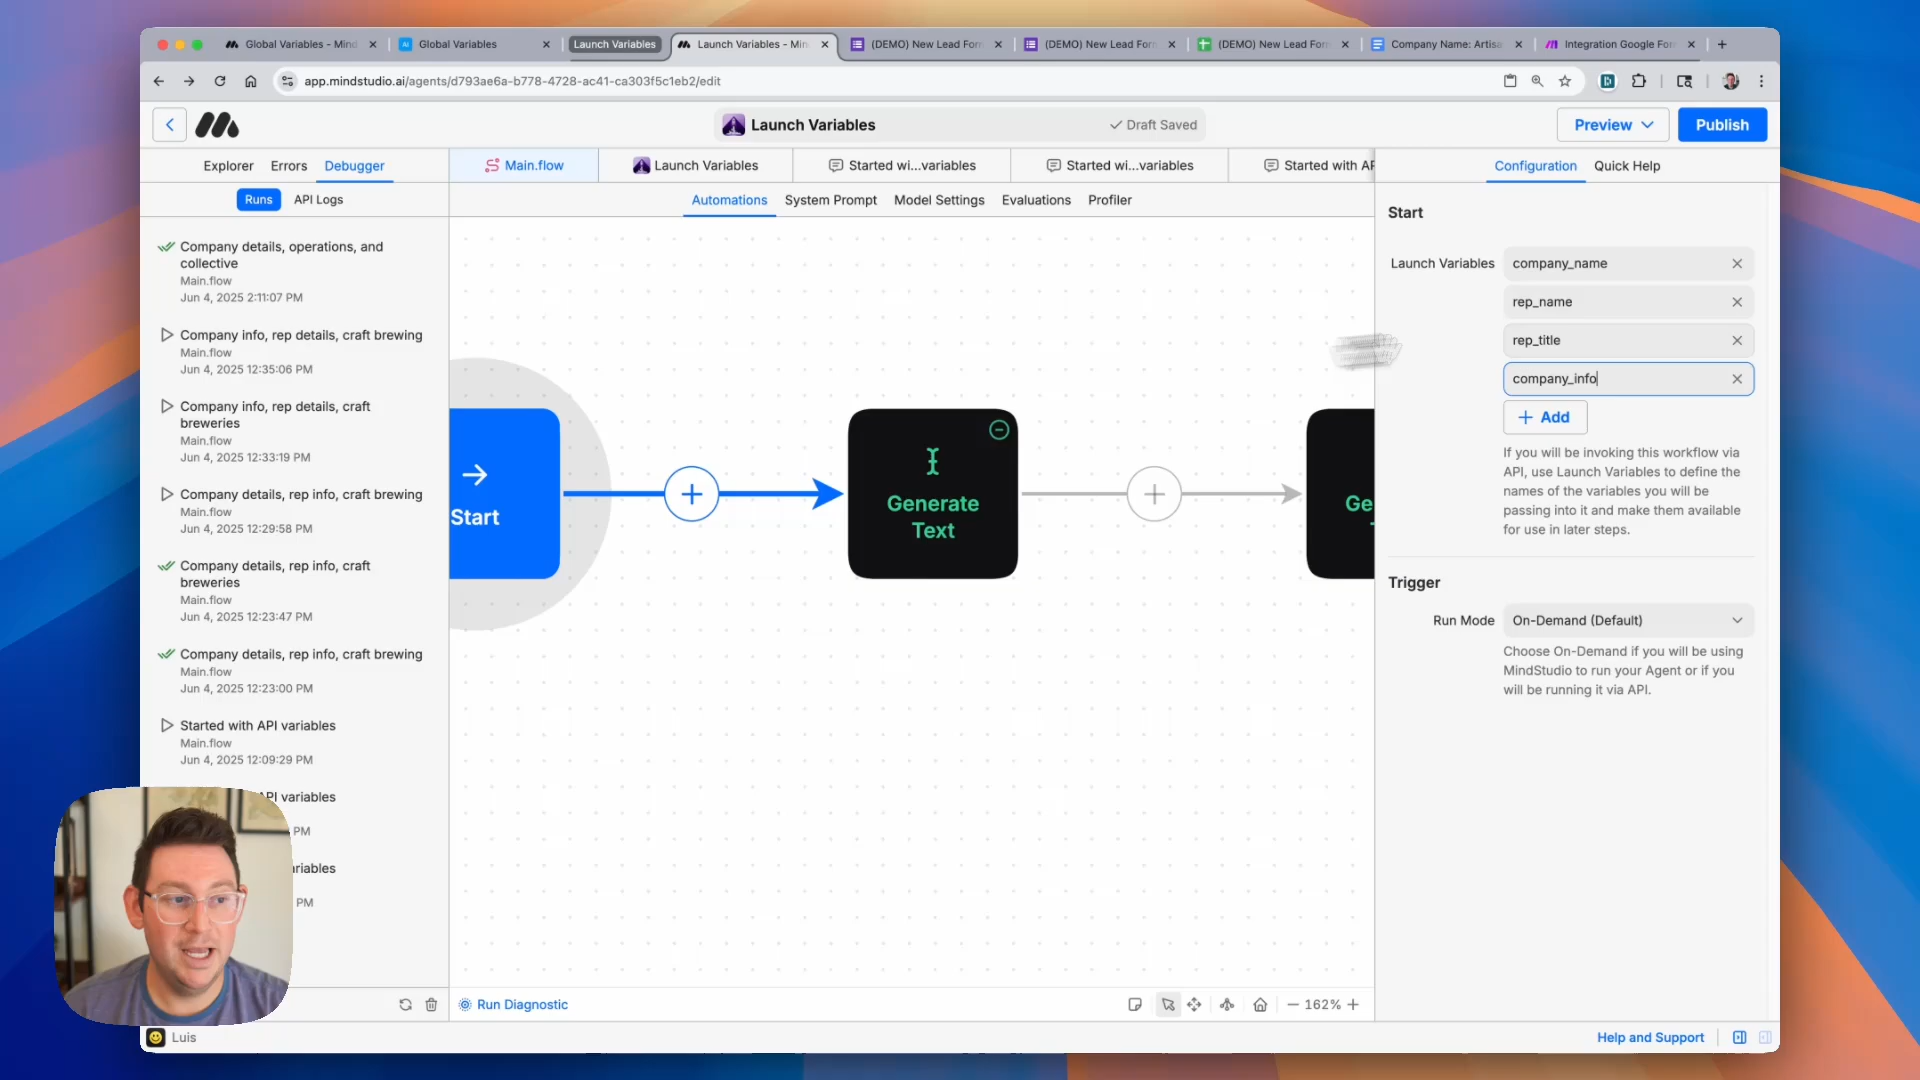 Global Variables - Mind
Global Variables
Launch Variables
Launch Variables - Min
(DEMO) New Lead Form
(DEMO) New Lead Form
(DEMO) New Lead Form
Company Name: Artisa
Integration Google For
app.mindstudio.ai/agents/d793ae6a-b778-4728-ac41-ca303f5c1eb2/edit
Launch Variables
Draft Saved
Preview
Publish
Explorer
Errors
Debugger
Main.flow
Launch Variables
Started wi...variables
Started wi...variables
Started with AP
Configuration
Quick Help
Runs
API Logs
Automations
System Prompt
Model Settings
Evaluations
Profiler
Company details, operations, and
collective
Main.flow
Jun 4, 2025 2:11:07 PM
Company info, rep details, craft brewing
Main.flow
Jun 4, 2025 12:35:06 PM
Company info, rep details, craft
breweries
Main.flow
Jun 4, 2025 12:33:19 PM
Company details, rep info, craft brewing
Main.flow
Jun 4, 2025 12:29:58 PM
Company details, rep info, craft
breweries
Main.flow
Jun 4, 2025 12:23:47 PM
Company details, rep info, craft brewing
Main.flow
Jun 4, 2025 12:23:00 PM
Started with API variables
Main.flow
Jun 4, 2025 12:09:29 PM
API variables
PM
variables
PM
Start
Generate
Text
Ge
Start
Launch Variables
company_name
rep_name
rep_title
company_info
Add
If you will be invoking this workflow via
API, use Launch Variables to define the
names of the variables you will be
passing into it and make them available
for use in later steps.
Trigger
Run Mode
On-Demand (Default)
Choose On-Demand if you will be using
MindStudio to run your Agent or if you
will be running it via API.
Run Diagnostic
162%
Luis
Help and Support